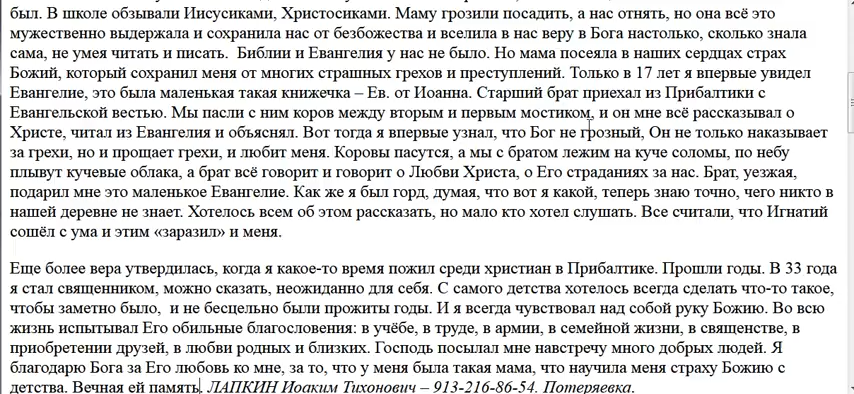 был. В школе обзывали Иисусиками, Христосиками. Маму грозили посадить, а нас отнять, но она всё это
мужественно выдержала и сохранила нас от безбожества и вселила в нас веру в Бога настолько, сколько знала
сама, не умея читать и писать.  Библии и Евангелия у нас не было. Но мама посеяла в наших сердцах страх
Божий, который сохранил меня от многих страшных грехов и преступлений. Только в 17 лет я впервые увидел
Евангелие, это была маленькая такая книжечка – Ев. от Иоанна. Старший брат приехал из Прибалтики с
Евангельской вестью. Мы пасли с ним коров между вторым и первым мостиком, и он мне всё рассказывал о
Христе, читал из Евангелия и объяснял. Вот тогда я впервые узнал, что Бог не грозный, Он не только наказывает
за грехи, но и прощает грехи, и любит меня. Коровы пасутся, а мы с братом лежим на куче соломы, по небу
плывут кучевые облака, а брат всё говорит и говорит о Любви Христа, о Его страданиях за нас. Брат, уезжая,
подарил мне это маленькое Евангелие. Как же я был горд, думая, что вот я какой, теперь знаю точно, чего никто в
нашей деревне не знает. Хотелось всем об этом рассказать, но мало кто хотел слушать. Все считали, что Игнатий
сошёл с ума и этим «заразил» и меня.
Еще более вера утвердилась, когда я какое-то время пожил среди христиан в Прибалтике. Прошли годы. В 33 года
я стал священником, можно сказать, неожиданно для себя. С самого детства хотелось всегда сделать что-то такое,
чтобы заметно было,  и не бесцельно были прожиты годы. И я всегда чувствовал над собой руку Божию. Во всю
жизнь испытывал Его обильные благословения: в учёбе, в труде, в армии, в семейной жизни, в священстве, в
приобретении друзей, в любви родных и близких. Господь посылал мне навстречу много добрых людей. Я
благодарю Бога за Его любовь ко мне, за то, что у меня была такая мама, что научила меня страху Божию с
детства. Вечная ей память. ЛАПКИН Иоаким Тихонович – 913-216-86-54. Потеряевка.